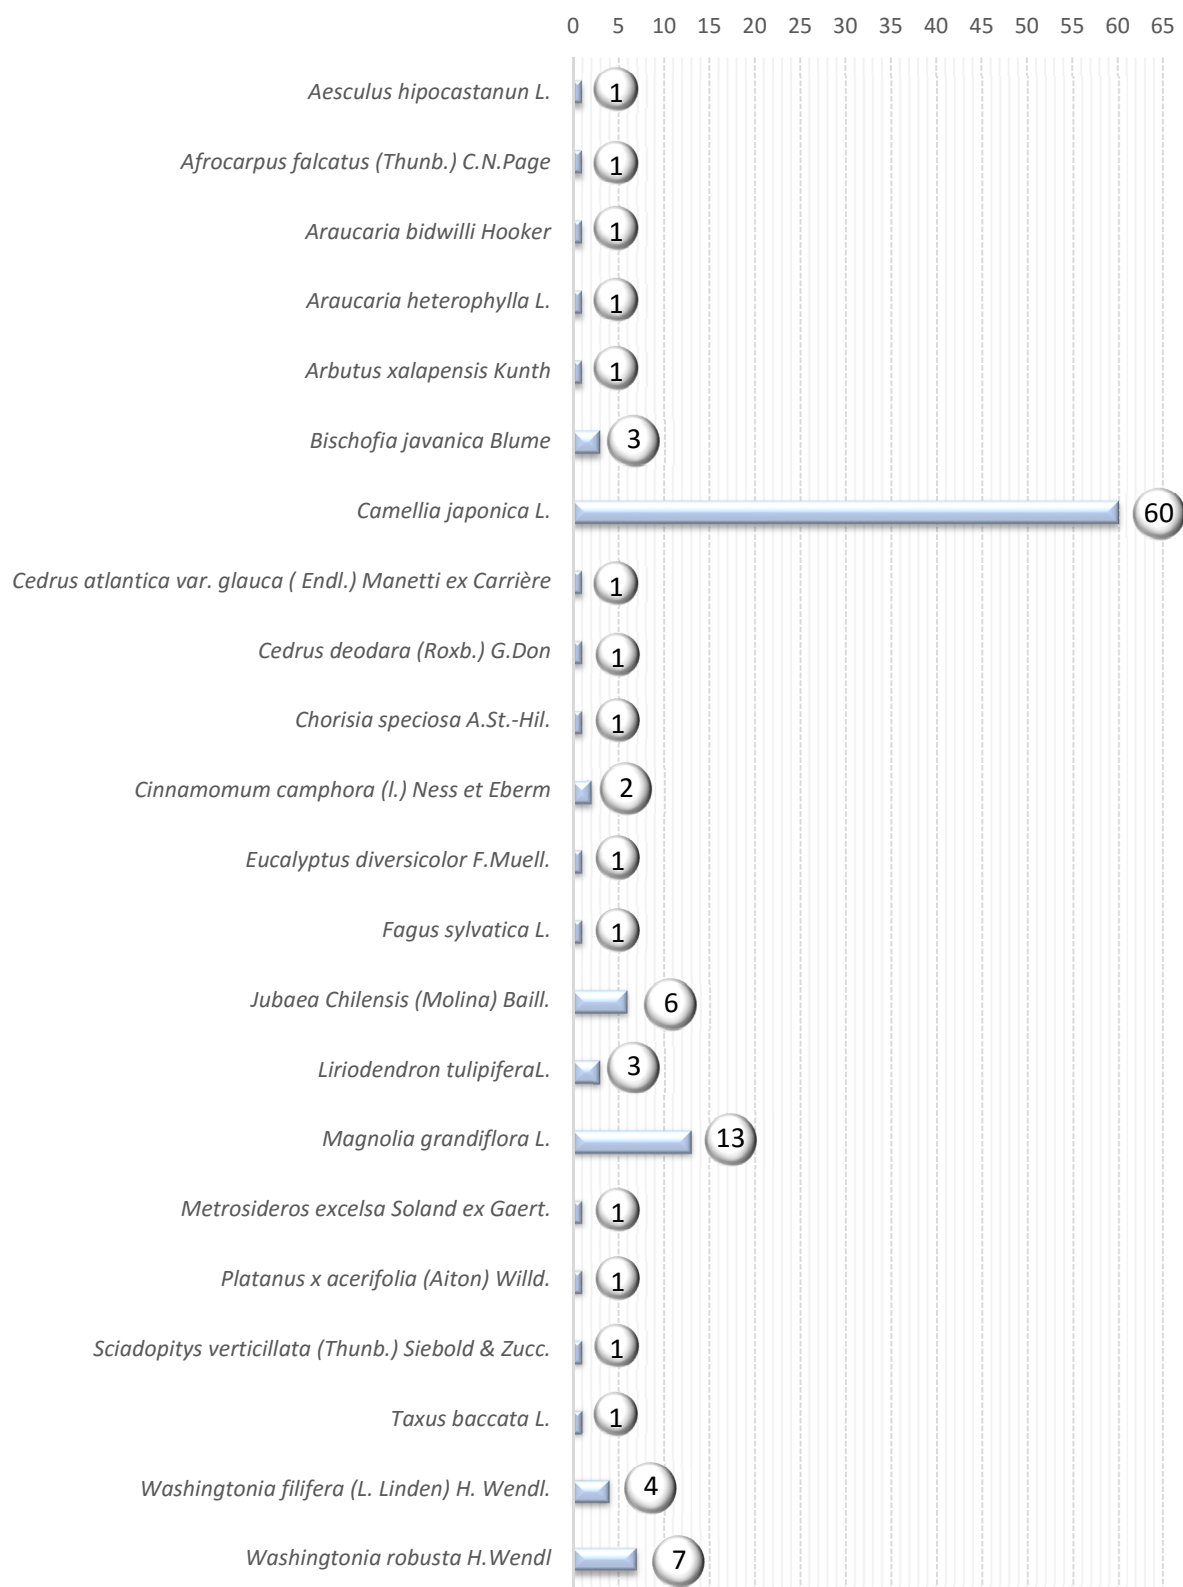 0 5 10 15 20 25 30 35 40 45 50 55 60 65
Aesculus hipocastanun L. 1
Afrocarpus falcatus (Thunb.) C.N.Page 1
Araucaria bidwilli Hooker 1
Araucaria heterophylla L. 1
Arbutus xalapensis Kunth 1
Bischofia javanica Blume 3
Camellia japonica L. 60
Cedrus atlantica var. glauca ( Endl.) Manetti ex Carrière 1
Cedrus deodara (Roxb.) G.Don 1
Chorisia speciosa A.St.-Hil. 1
Cinnamomum camphora (l.) Ness et Eberm 2
Eucalyptus diversicolor F.Muell. 1
Fagus sylvatica L. 1
Jubaea Chilensis (Molina) Baill. 6
Liriodendron tulipiferaL. 3
Magnolia grandiflora L. 13
Metrosideros excelsa Soland ex Gaert. 1
Platanus x acerifolia (Aiton) Willd. 1
Sciadopitys verticillata (Thunb.) Siebold & Zucc. 1
Taxus baccata L. 1
Washingtonia filifera (L. Linden) H. Wendl. 4
Washingtonia robusta H.Wendl 7